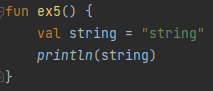 fun ex5() {
    val string = "string"
    println(string)
}